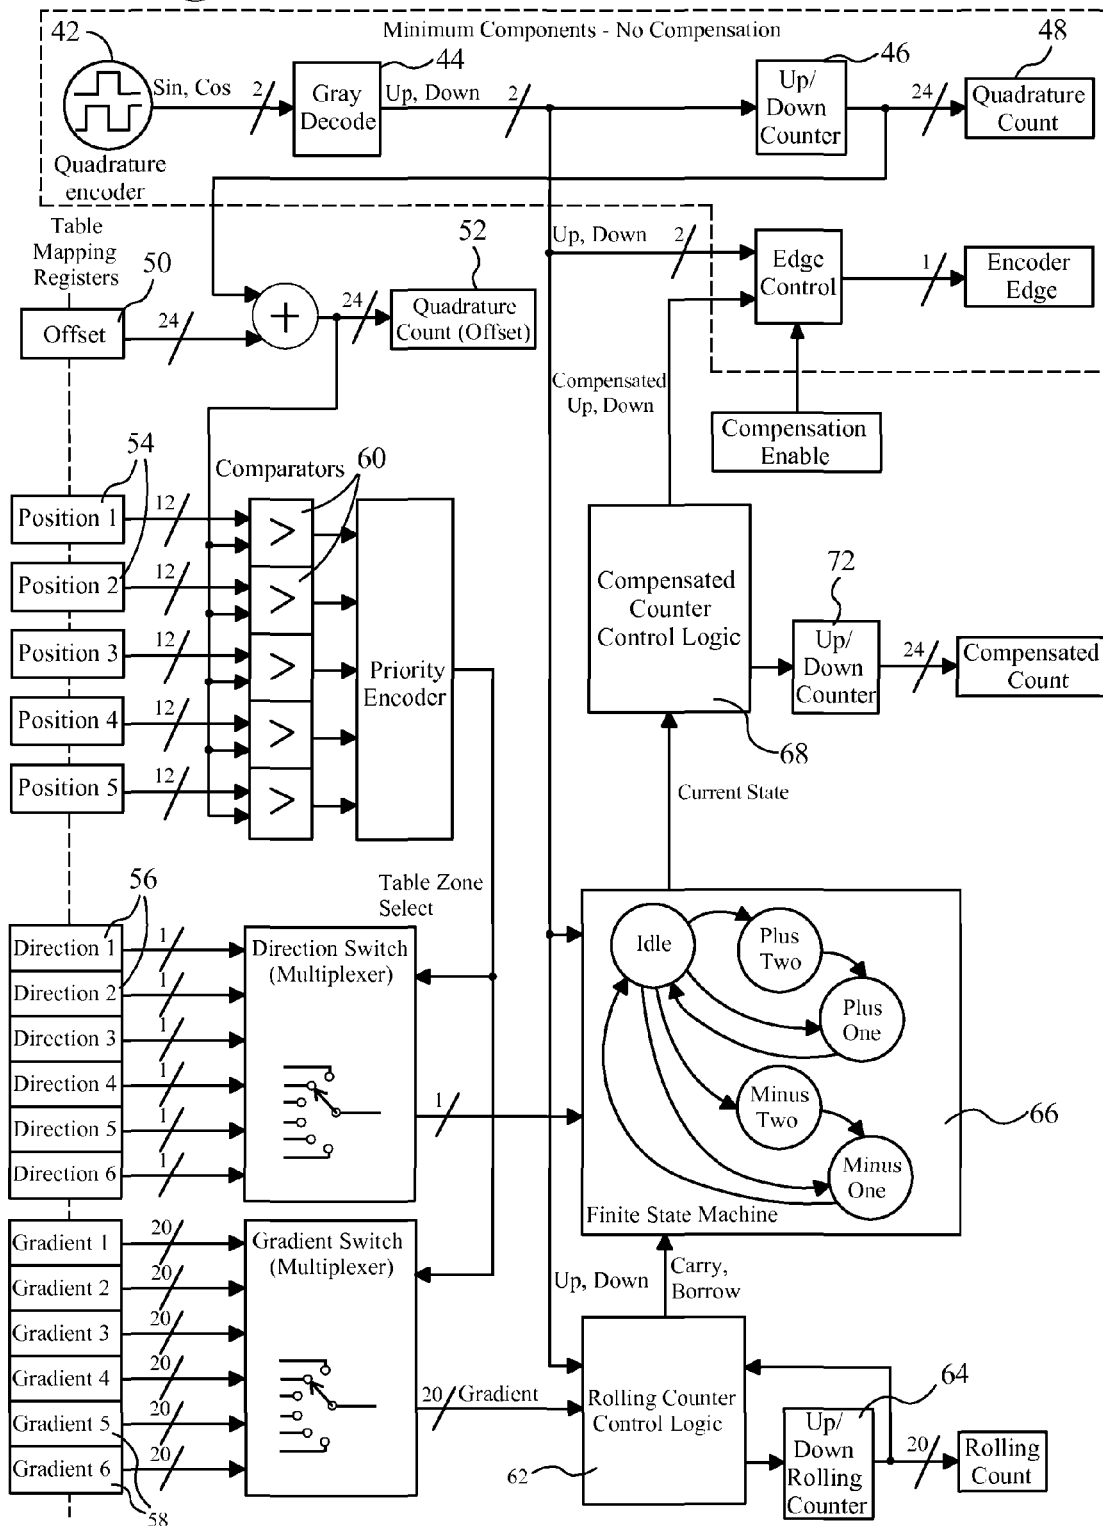 Minimum Components - No Compensation
42
44
46
48
Sin, Cos
2
Gray
Decode
Up, Down
2
Up/
Down
Counter
24
Quadrature
Count
Quadrature
encoder
Table
Mapping
Registers
50
Offset
24
52
+
24
Quadrature
Count (Offset)
Up, Down
2
Edge
Control
1
Encoder
Edge
Compensated
Up, Down
Compensation
Enable
54
Comparators
60
Position 1
12
>
Position 2
12
>
Position 3
12
>
Position 4
12
>
Position 5
12
>
Priority
Encoder
Compensated
Counter
Control Logic
68
72
Up/
Down
Counter
24
Compensated
Count
Current State
Table Zone
Select
56
Direction 1
1
Direction 2
1
Direction 3
1
Direction 4
1
Direction 5
1
Direction 6
1
Direction Switch
(Multiplexer)
1
Idle
Plus
Two
Plus
One
Minus
Two
Minus
One
Finite State Machine
66
Gradient 1
20
Gradient 2
20
Gradient 3
20
Gradient 4
20
Gradient 5
20
Gradient 6
20
58
Gradient Switch
(Multiplexer)
20
Gradient
Up, Down
Carry,
Borrow
Rolling Counter
Control Logic
62
64
Up/
Down
Rolling
Counter
20
Rolling
Count